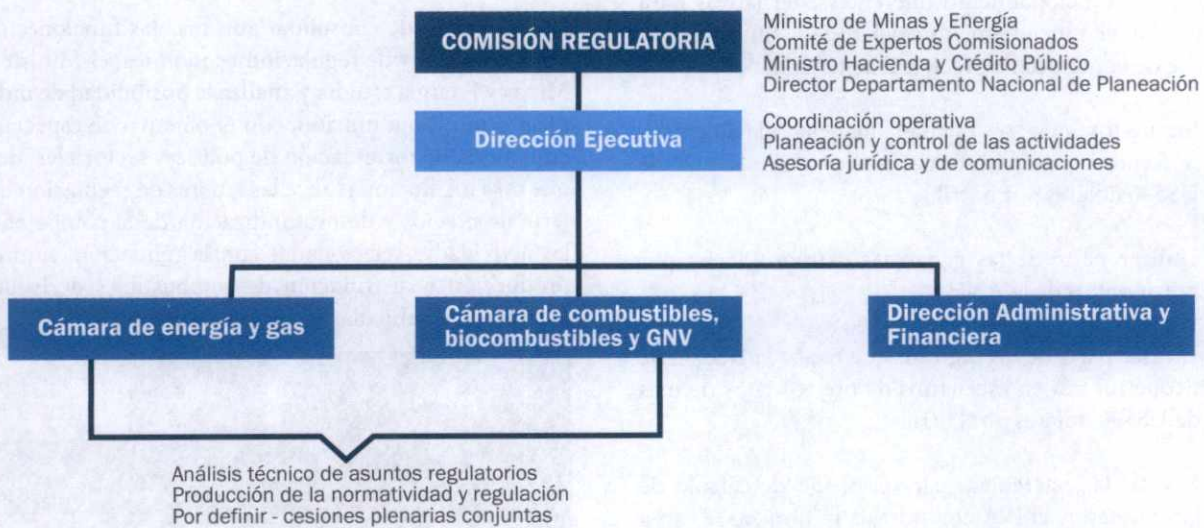 COMISIÓN REGULATORIA
Ministro de Minas y Energía
Comité de Expertos Comisionados
Ministro Hacienda y Crédito Público
Director Departamento Nacional de Planeación
Dirección Ejecutiva
Coordinación operativa
Planeación y control de las actividades
Asesoría jurídica y de comunicaciones
Cámara de energía y gas
Cámara de combustibles,
biocombustibles y GNV
Dirección Administrativa y
Financiera
Análisis técnico de asuntos regulatorios
Producción de la normatividad y regulación
Por definir - cesiones plenarias conjuntas